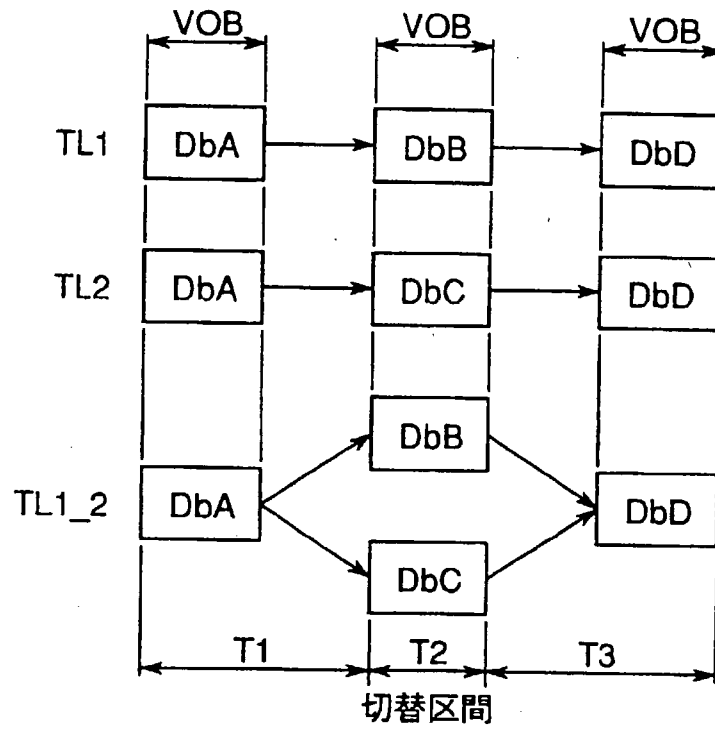 VOB VOB VOB
TL1 DbA DbB DbD
TL2 DbA DbC DbD
DbB
TL1_2 DbA DbD
DbC
T1 T2 T3
切替区間